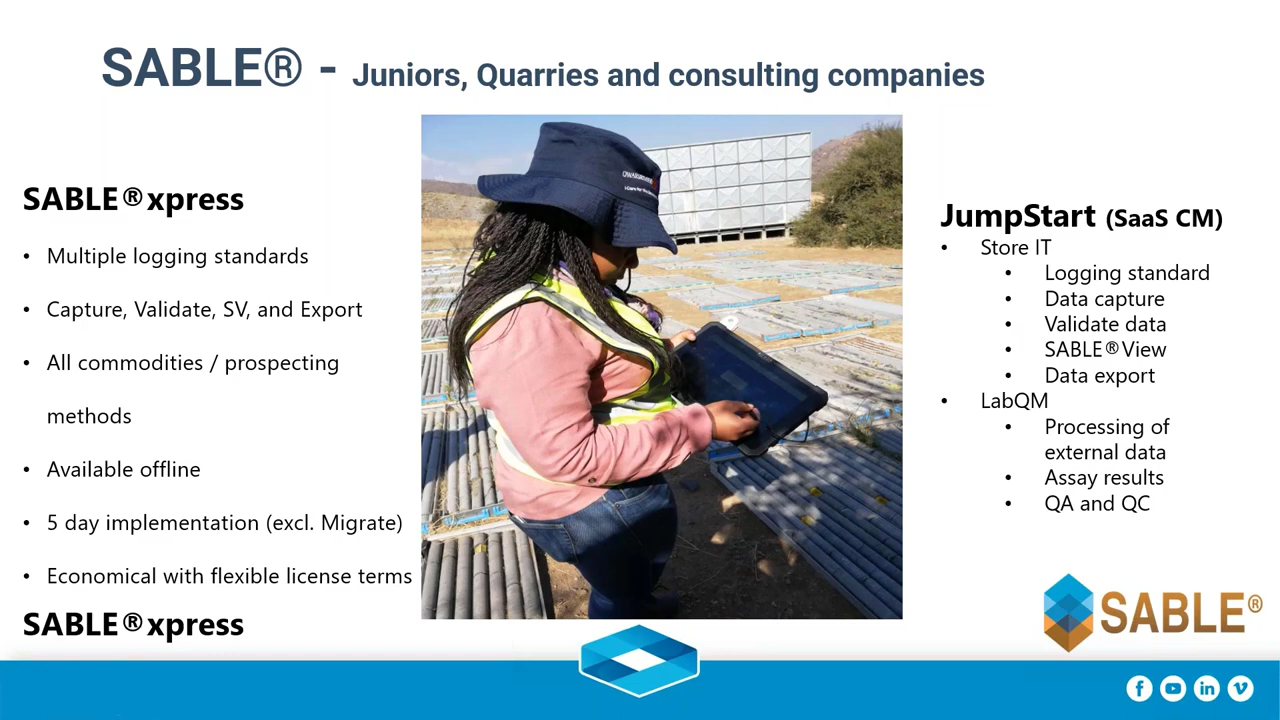 SABLE® - Juniors, Quarries and consulting companies
SABLE®xpress
• Multiple logging standards
• Capture, Validate, SV, and Export
• All commodities / prospecting
methods
• Available offline
• 5 day implementation (excl. Migrate)
• Economical with flexible license terms
SABLE®xpress
JumpStart (SaaS CM)
• Store IT
• Logging standard
• Data capture
• Validate data
• SABLE®View
• Data export
• LabQM
• Processing of
external data
• Assay results
• QA and QC
SABLE®